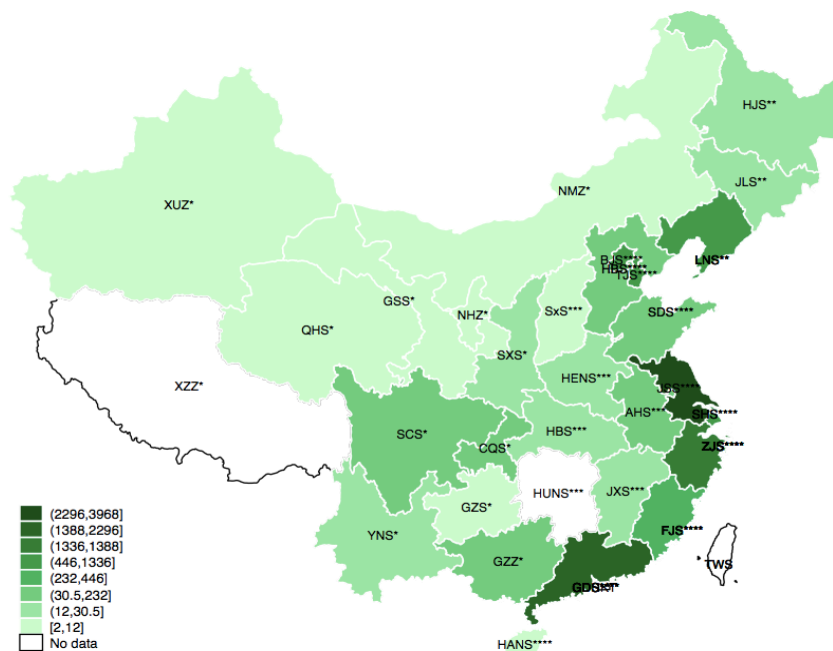 HJS**
JLS**
NMZ*
XUZ*
BJS****
LNS**
HBS****
TJS****
GSS*
NHZ*
SxS***
SDS****
QHS*
SXS*
XZZ*
HENS***
JSS****
AHS***
SHS****
SCS*
HBS***
CQS*
ZJS****
HUNS***
JXS***
GZS*
YNS*
FJS****
GZZ*
TWS
HANS****
(2296,3968]
(1388,2296]
(1336,1388]
(446,1336]
(232,446]
(30.5,232]
(12,30.5]
[2,12]
No data